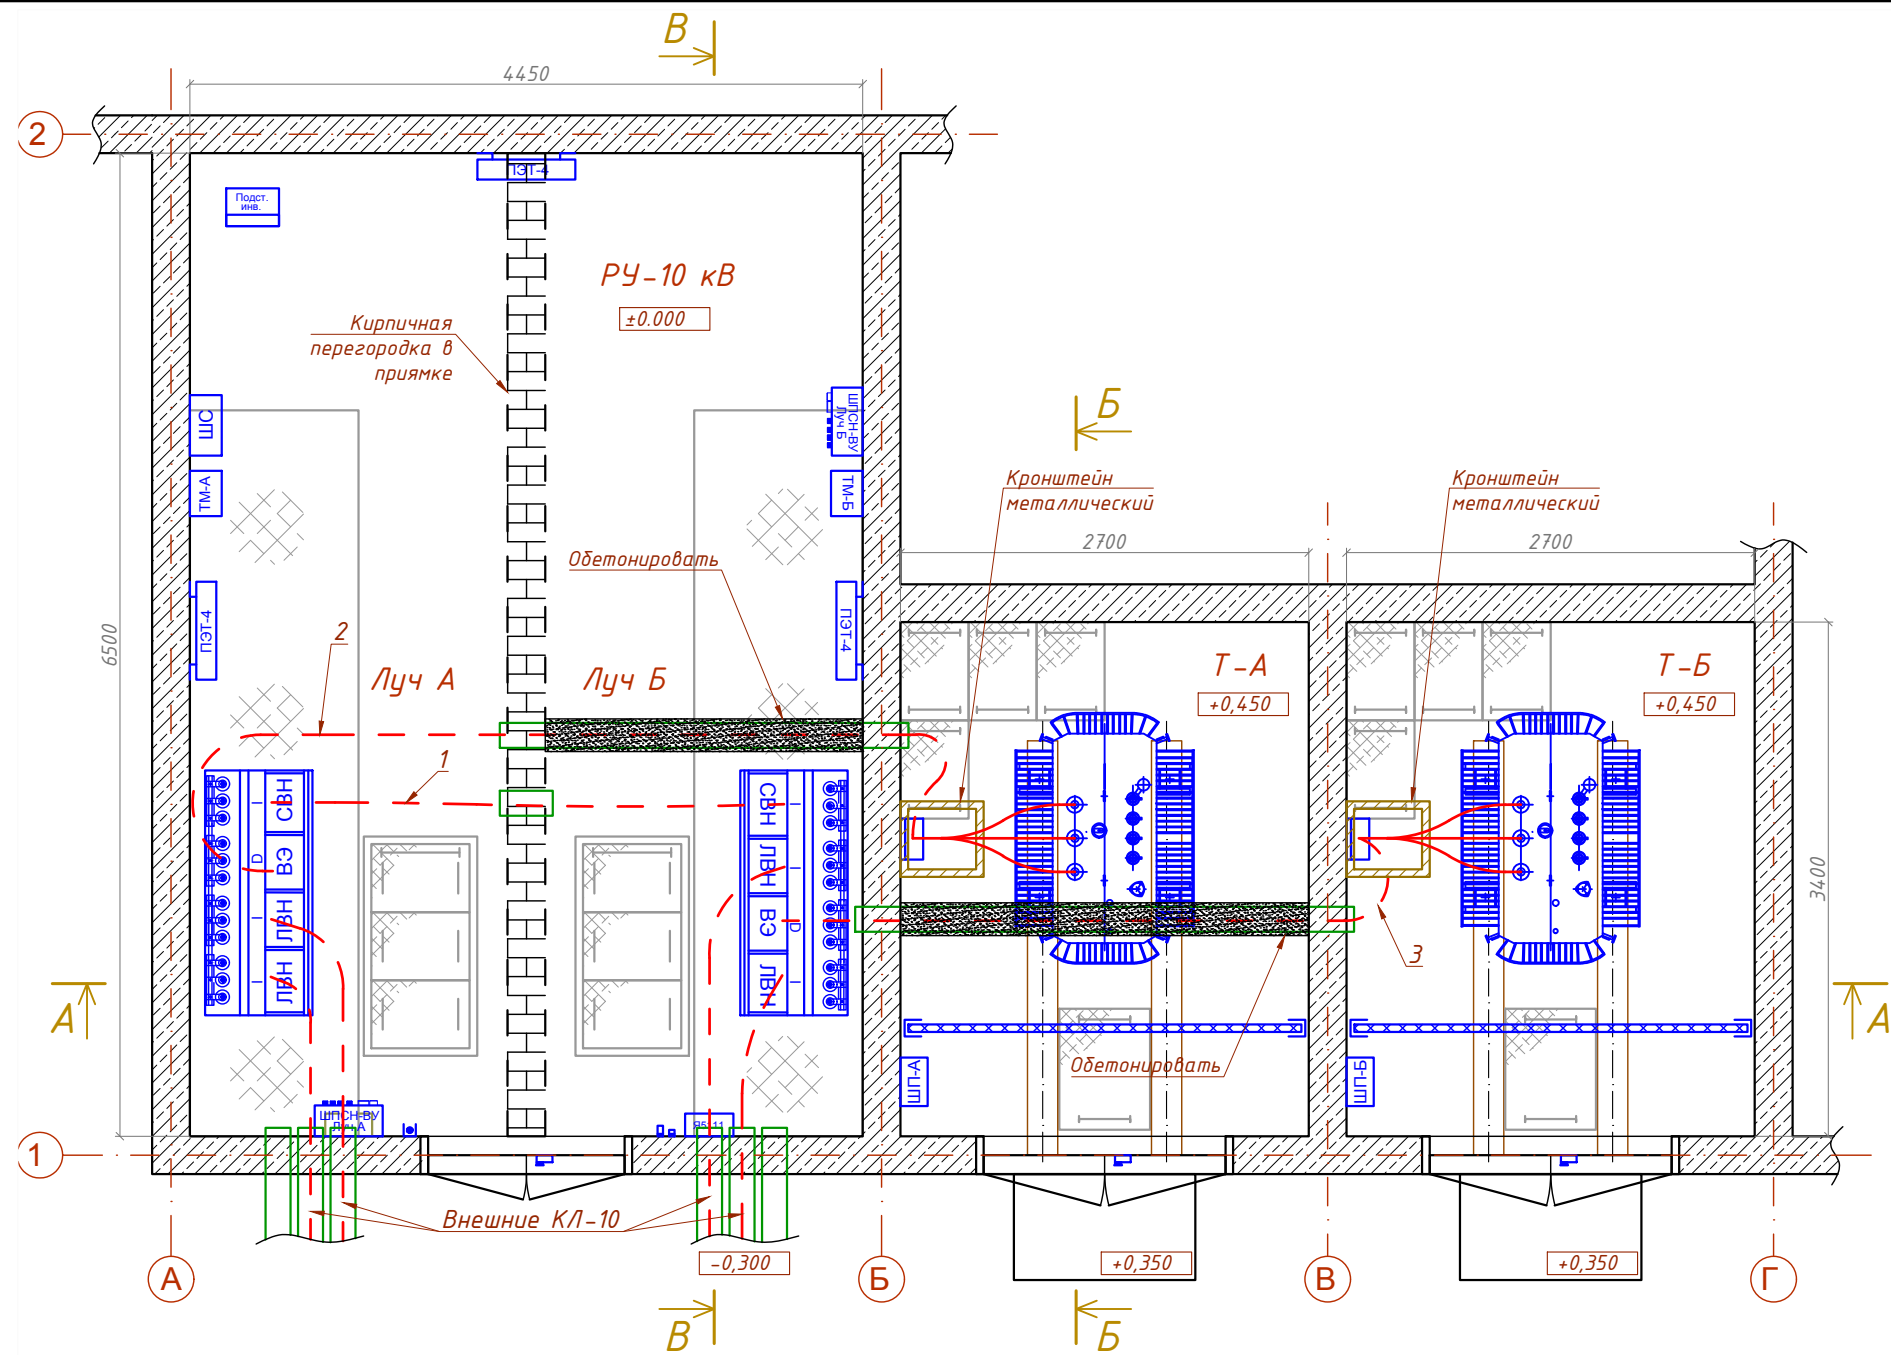 В
4450
2
ПЭТ-4
Подст.
инв.
РУ-10 кВ
±0.000
Кирпичная
перегородка в
приямке
ШС
ШПСН-ВУ
Луч Б
Б
ТМ-А
ТМ-Б
Кронштейн
металлический
Кронштейн
металлический
2700
2700
Обетонировать
6500
ПЭТ-4
ПЭТ-4
2
Луч А
Луч Б
Т-А
+0,450
Т-Б
+0,450
1
СВН
ВЭ
ЛВН
ЛВН
СВН
ЛВН
ВЭ
ЛВН
3400
3
А
А
Обетонировать
ШП-А
ШП-Б
ШПСН-ВУ
Луч А
1
Внешние КЛ-10
-0,300
+0,350
+0,350
А
Б
В
Г
В
Б